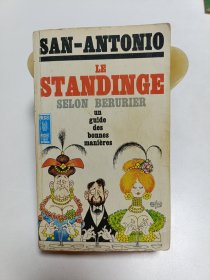 SAN-ANTONIO
LE
STANDINGE
SELON BERURIER
un
guide
des
bonnes
manières